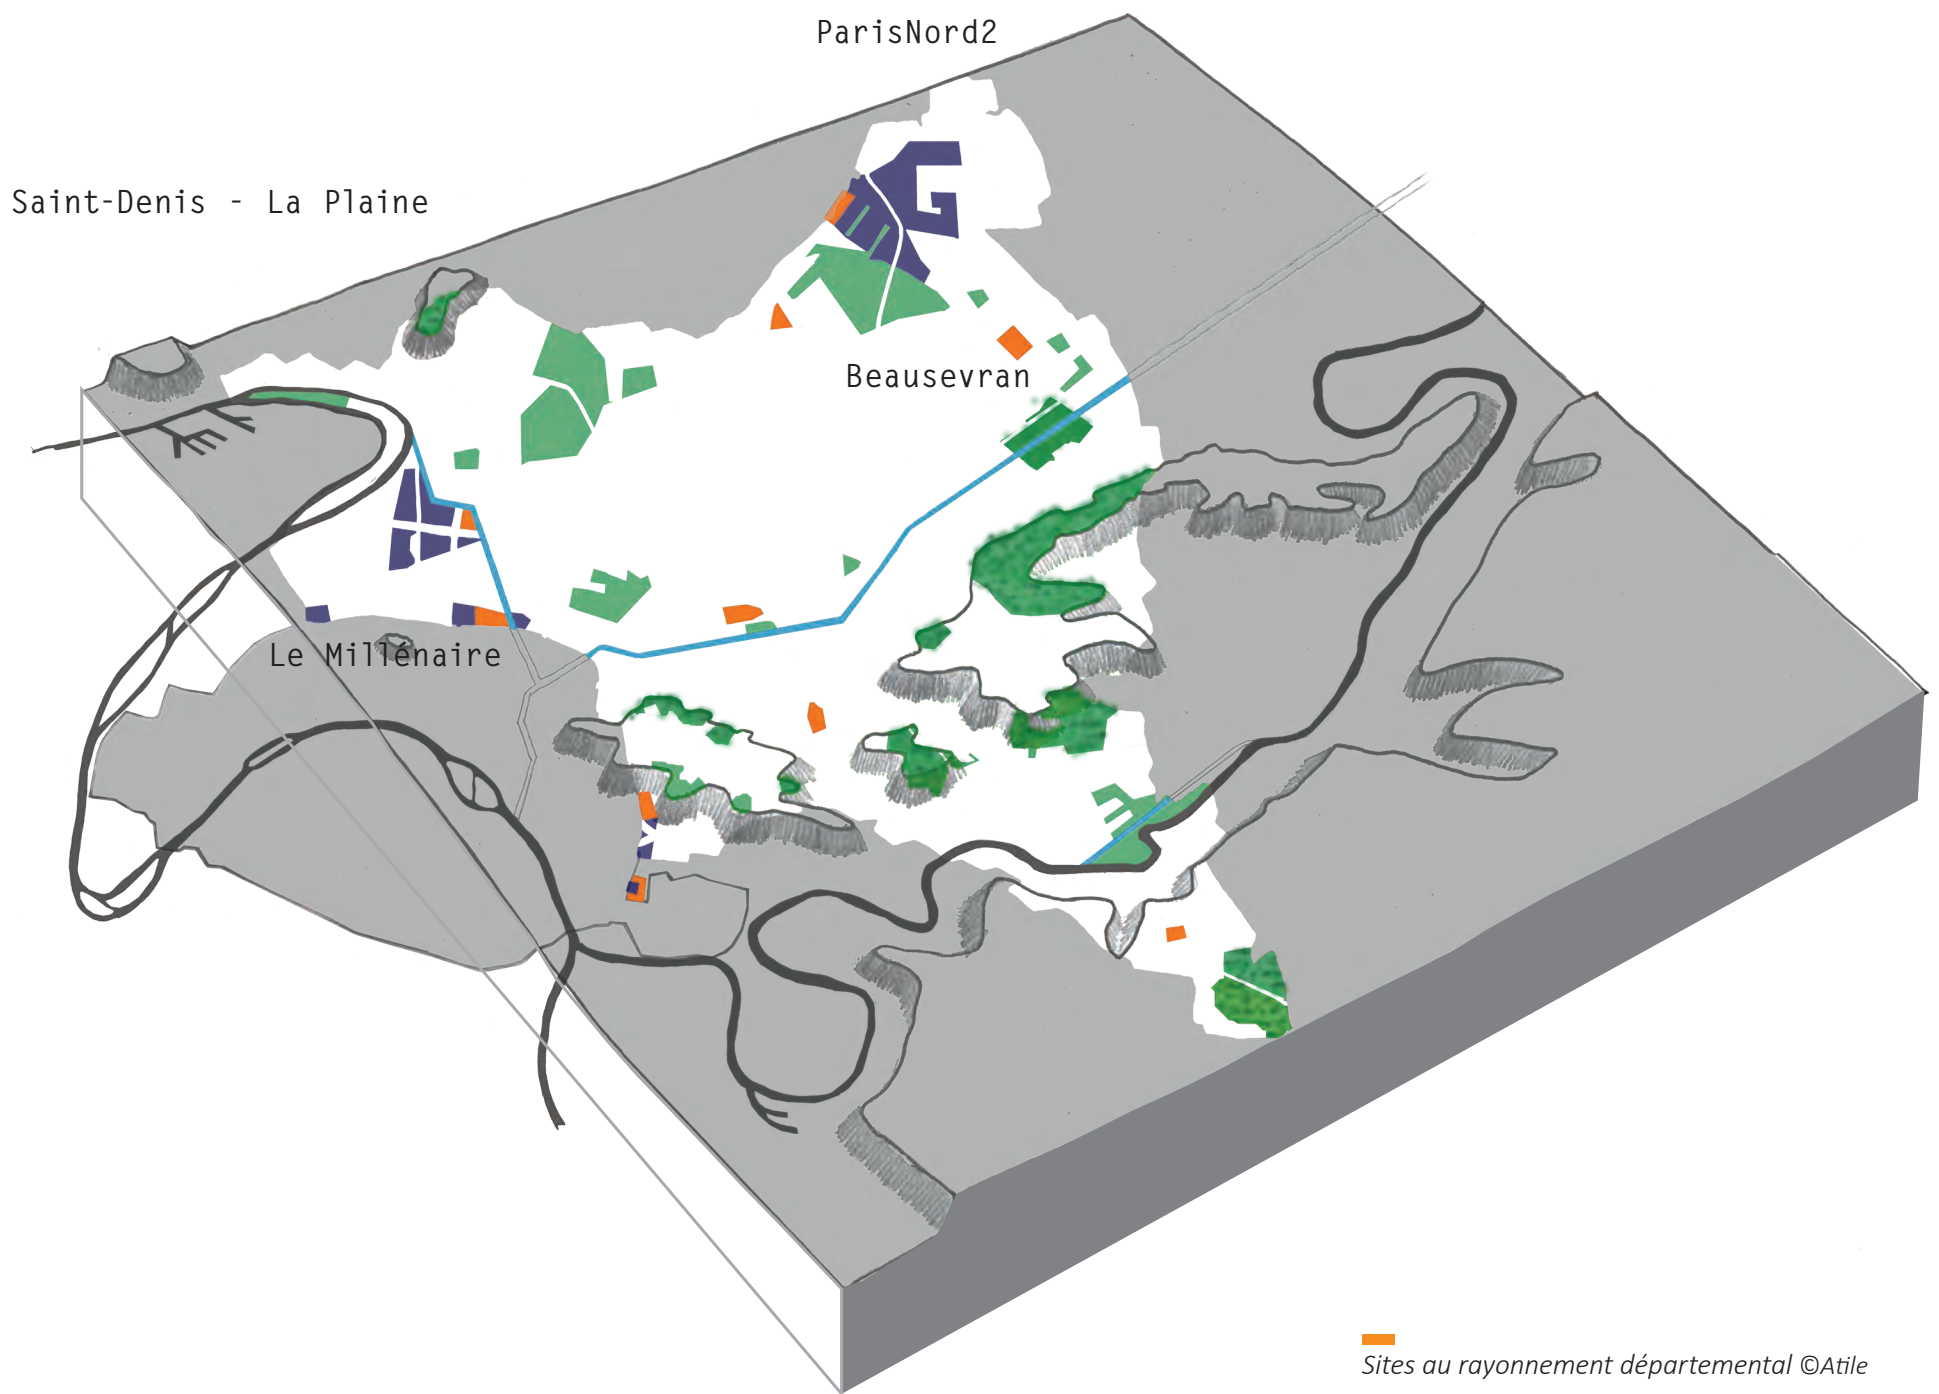 ParisNord2
Saint-Denis - La Plaine
Beausevran
Le Millénaire
Sites au rayonnement départemental ©Atile